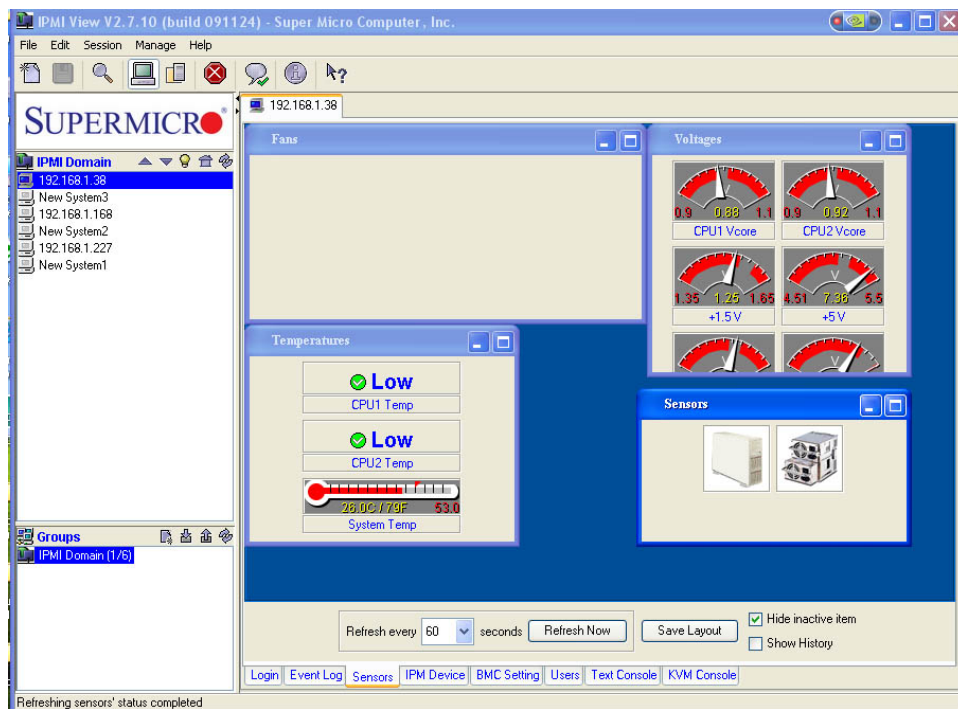 IPMI View V2.7.10 (build 091124) - Super Micro Computer, Inc.
File Edit Session Manage Help
SUPERMICRO
192.168.1.38
IPMI Domain
192.168.1.38
New System3
192.168.1.168
New System2
192.168.1.227
New System1
Fans
Voltages
V V
0.9 0.88 1.1 0.9 0.92 1.1
CPU1 Vcore CPU2 Vcore
V V
1.35 1.25 1.65 4.51 7.36 5.5
+1.5 V +5 V
Temperatures
Low
CPU1 Temp
Low
CPU2 Temp
26.0C / 79F 53.0
System Temp
Sensors
Groups
IPMI Domain (1/6)
Refresh every 60 seconds Refresh Now Save Layout
Hide inactive item
Show History
Login Event Log Sensors IPM Device BMC Setting Users Text Console KVM Console
Refreshing sensors' status completed